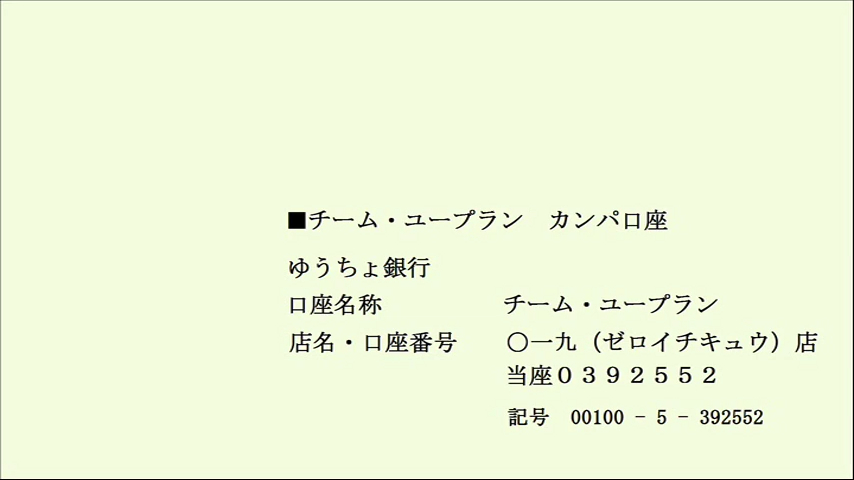 ■チーム・ユープラン　カンパ口座
ゆうちょ銀行
口座名称　チーム・ユープラン
店名・口座番号　〇一九（ゼロイチキュウ）店
当座０３９２５５２
記号　00100 − 5 − 392552